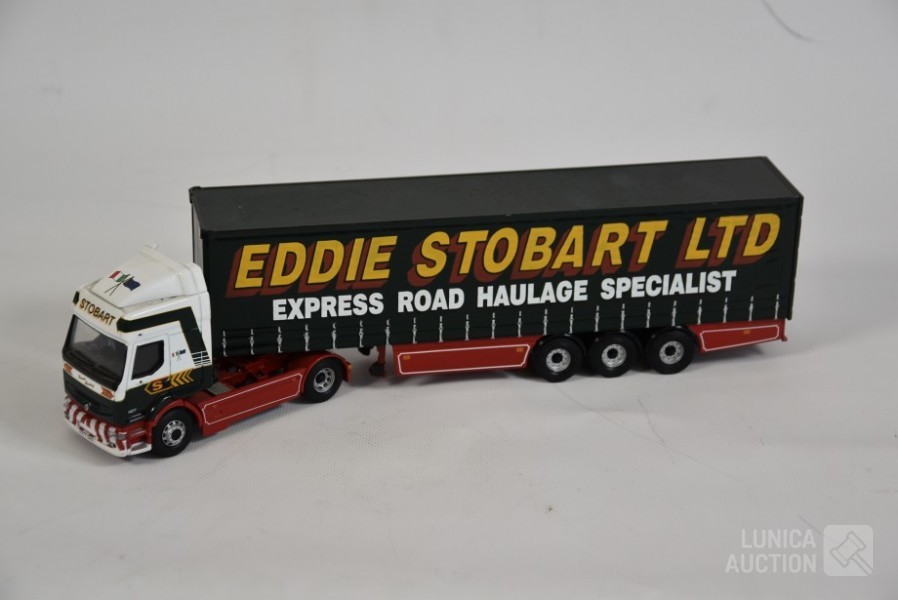 EDDIE STOBART LTD
EXPRESS ROAD HAULAGE SPECIALIST
STOBART
S
LUNICA
AUCTION